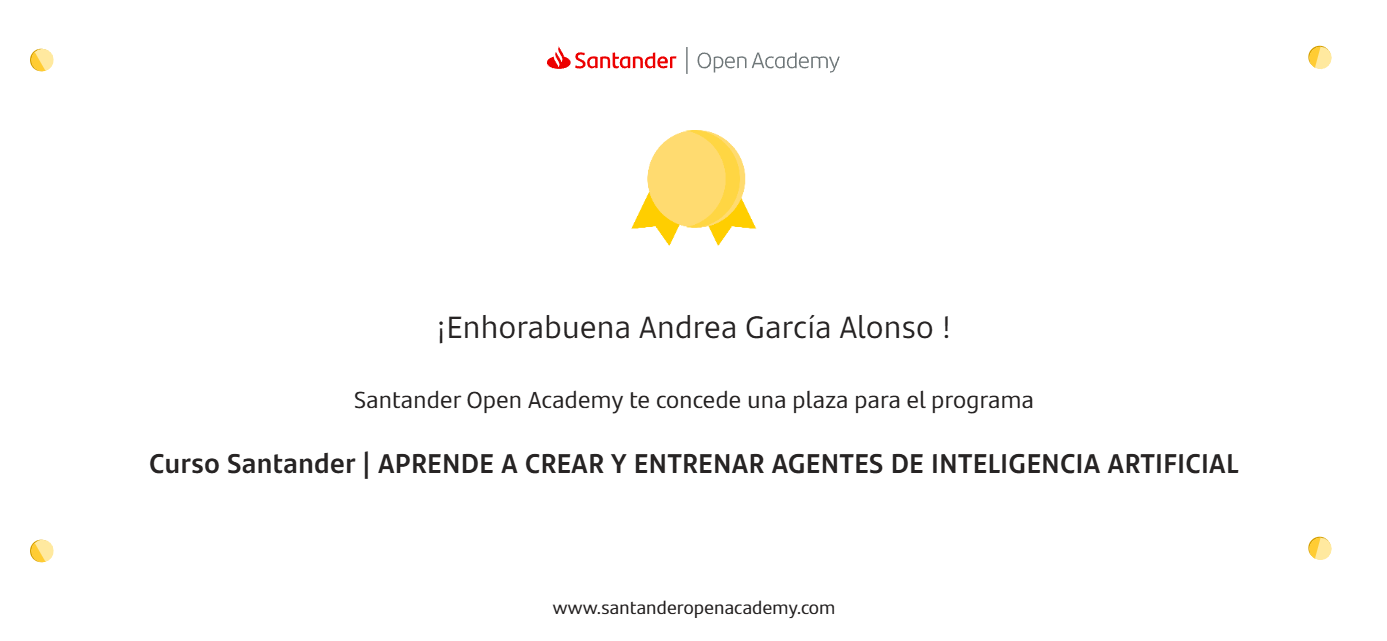 Santander | Open Academy
¡Enhorabuena Andrea García Alonso !
Santander Open Academy te concede una plaza para el programa
Curso Santander | APRENDE A CREAR Y ENTRENAR AGENTES DE INTELIGENCIA ARTIFICIAL
www.santanderopenacademy.com